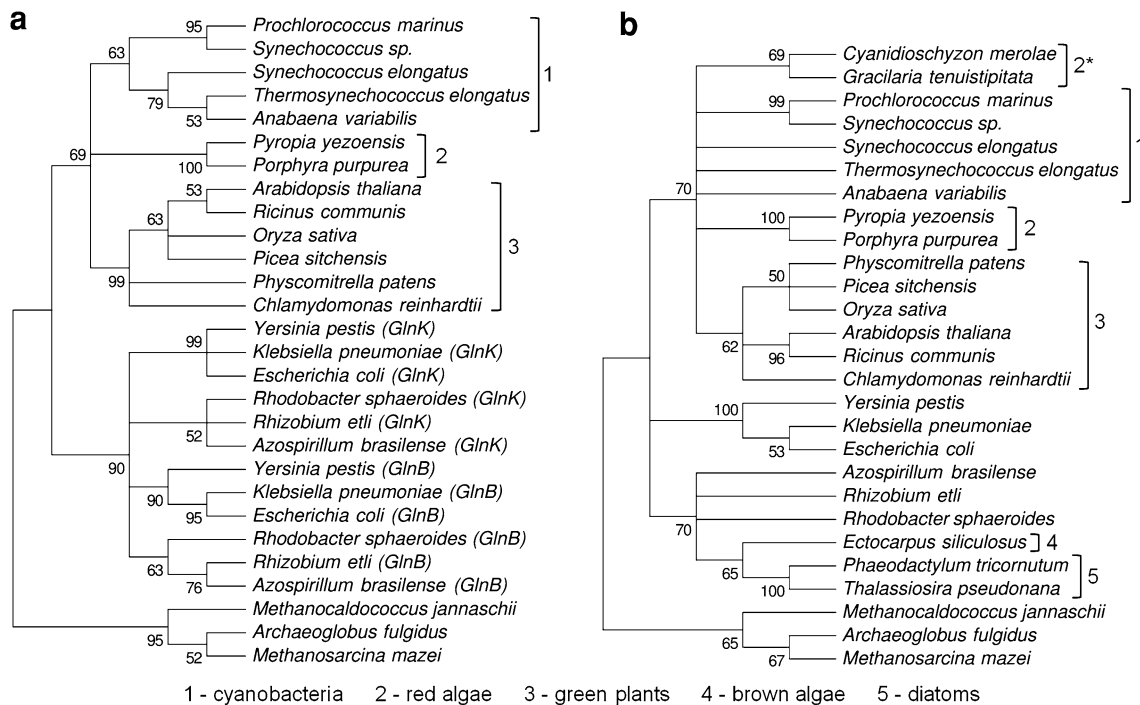 a
95 Prochlorococcus marinus
63
Synechococcus sp.
1
Synechococcus elongatus
79 Thermosynechococcus elongatus
53 Anabaena variabilis
Pyropia yezoensis
69 2
100 Porphyra purpurea
53 Arabidopsis thaliana
Ricinus communis
63
Oryza sativa
3
Picea sitchensis
99 Physcomitrella patens
Chlamydomonas reinhardtii
Yersinia pestis (GlnK)
99
Klebsiella pneumoniae (GlnK)
Escherichia coli (GlnK)
Rhodobacter sphaeroides (GlnK)
Rhizobium etli (GlnK)
52
Azospirillum brasilense (GlnK)
90 Yersinia pestis (GlnB)
90 Klebsiella pneumoniae (GlnB)
95 Escherichia coli (GlnB)
Rhodobacter sphaeroides (GlnB)
63 Rhizobium etli (GlnB)
76 Azospirillum brasilense (GlnB)
Methanocaldococcus jannaschii
95 Archaeoglobus fulgidus
52 Methanosarcina mazei
b
69 Cyanidioschyzon merolae
2*
Gracilaria tenuistipitata
99 Prochlorococcus marinus
Synechococcus sp.
Synechococcus elongatus
Thermosynechococcus elongatus
70 Anabaena variabilis
100 Pyropia yezoensis
2
Porphyra purpurea
Physcomitrella patens
50
Picea sitchensis
Oryza sativa
3
Arabidopsis thaliana
62
96 Ricinus communis
Chlamydomonas reinhardtii
100 Yersinia pestis
Klebsiella pneumoniae
53 Escherichia coli
Azospirillum brasilense
Rhizobium etli
70 Rhodobacter sphaeroides
Ectocarpus siliculosus 4
65 Phaeodactylum tricornutum
5
100 Thalassiosira pseudonana
Methanocaldococcus jannaschii
65 Archaeoglobus fulgidus
67 Methanosarcina mazei
1 - cyanobacteria 2 - red algae 3 - green plants 4 - brown algae 5 - diatoms